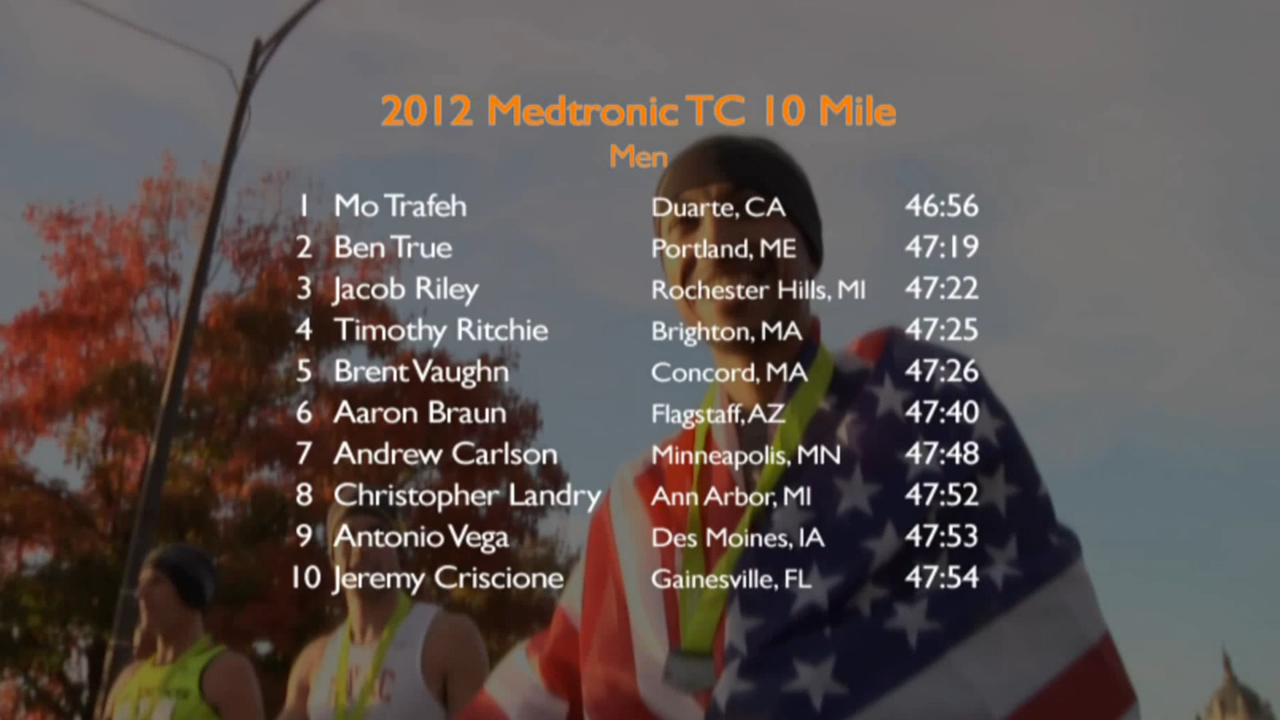 2012 Medtronic TC 10 Mile
Men
1 Mo Trafeh Duarte, CA 46:56
2 Ben True Portland, ME 47:19
3 Jacob Riley Rochester Hills, MI 47:22
4 Timothy Ritchie Brighton, MA 47:25
5 Brent Vaughn Concord, MA 47:26
6 Aaron Braun Flagstaff, AZ 47:40
7 Andrew Carlson Minneapolis, MN 47:48
8 Christopher Landry Ann Arbor, MI 47:52
9 Antonio Vega Des Moines, IA 47:53
10 Jeremy Criscione Gainesville, FL 47:54